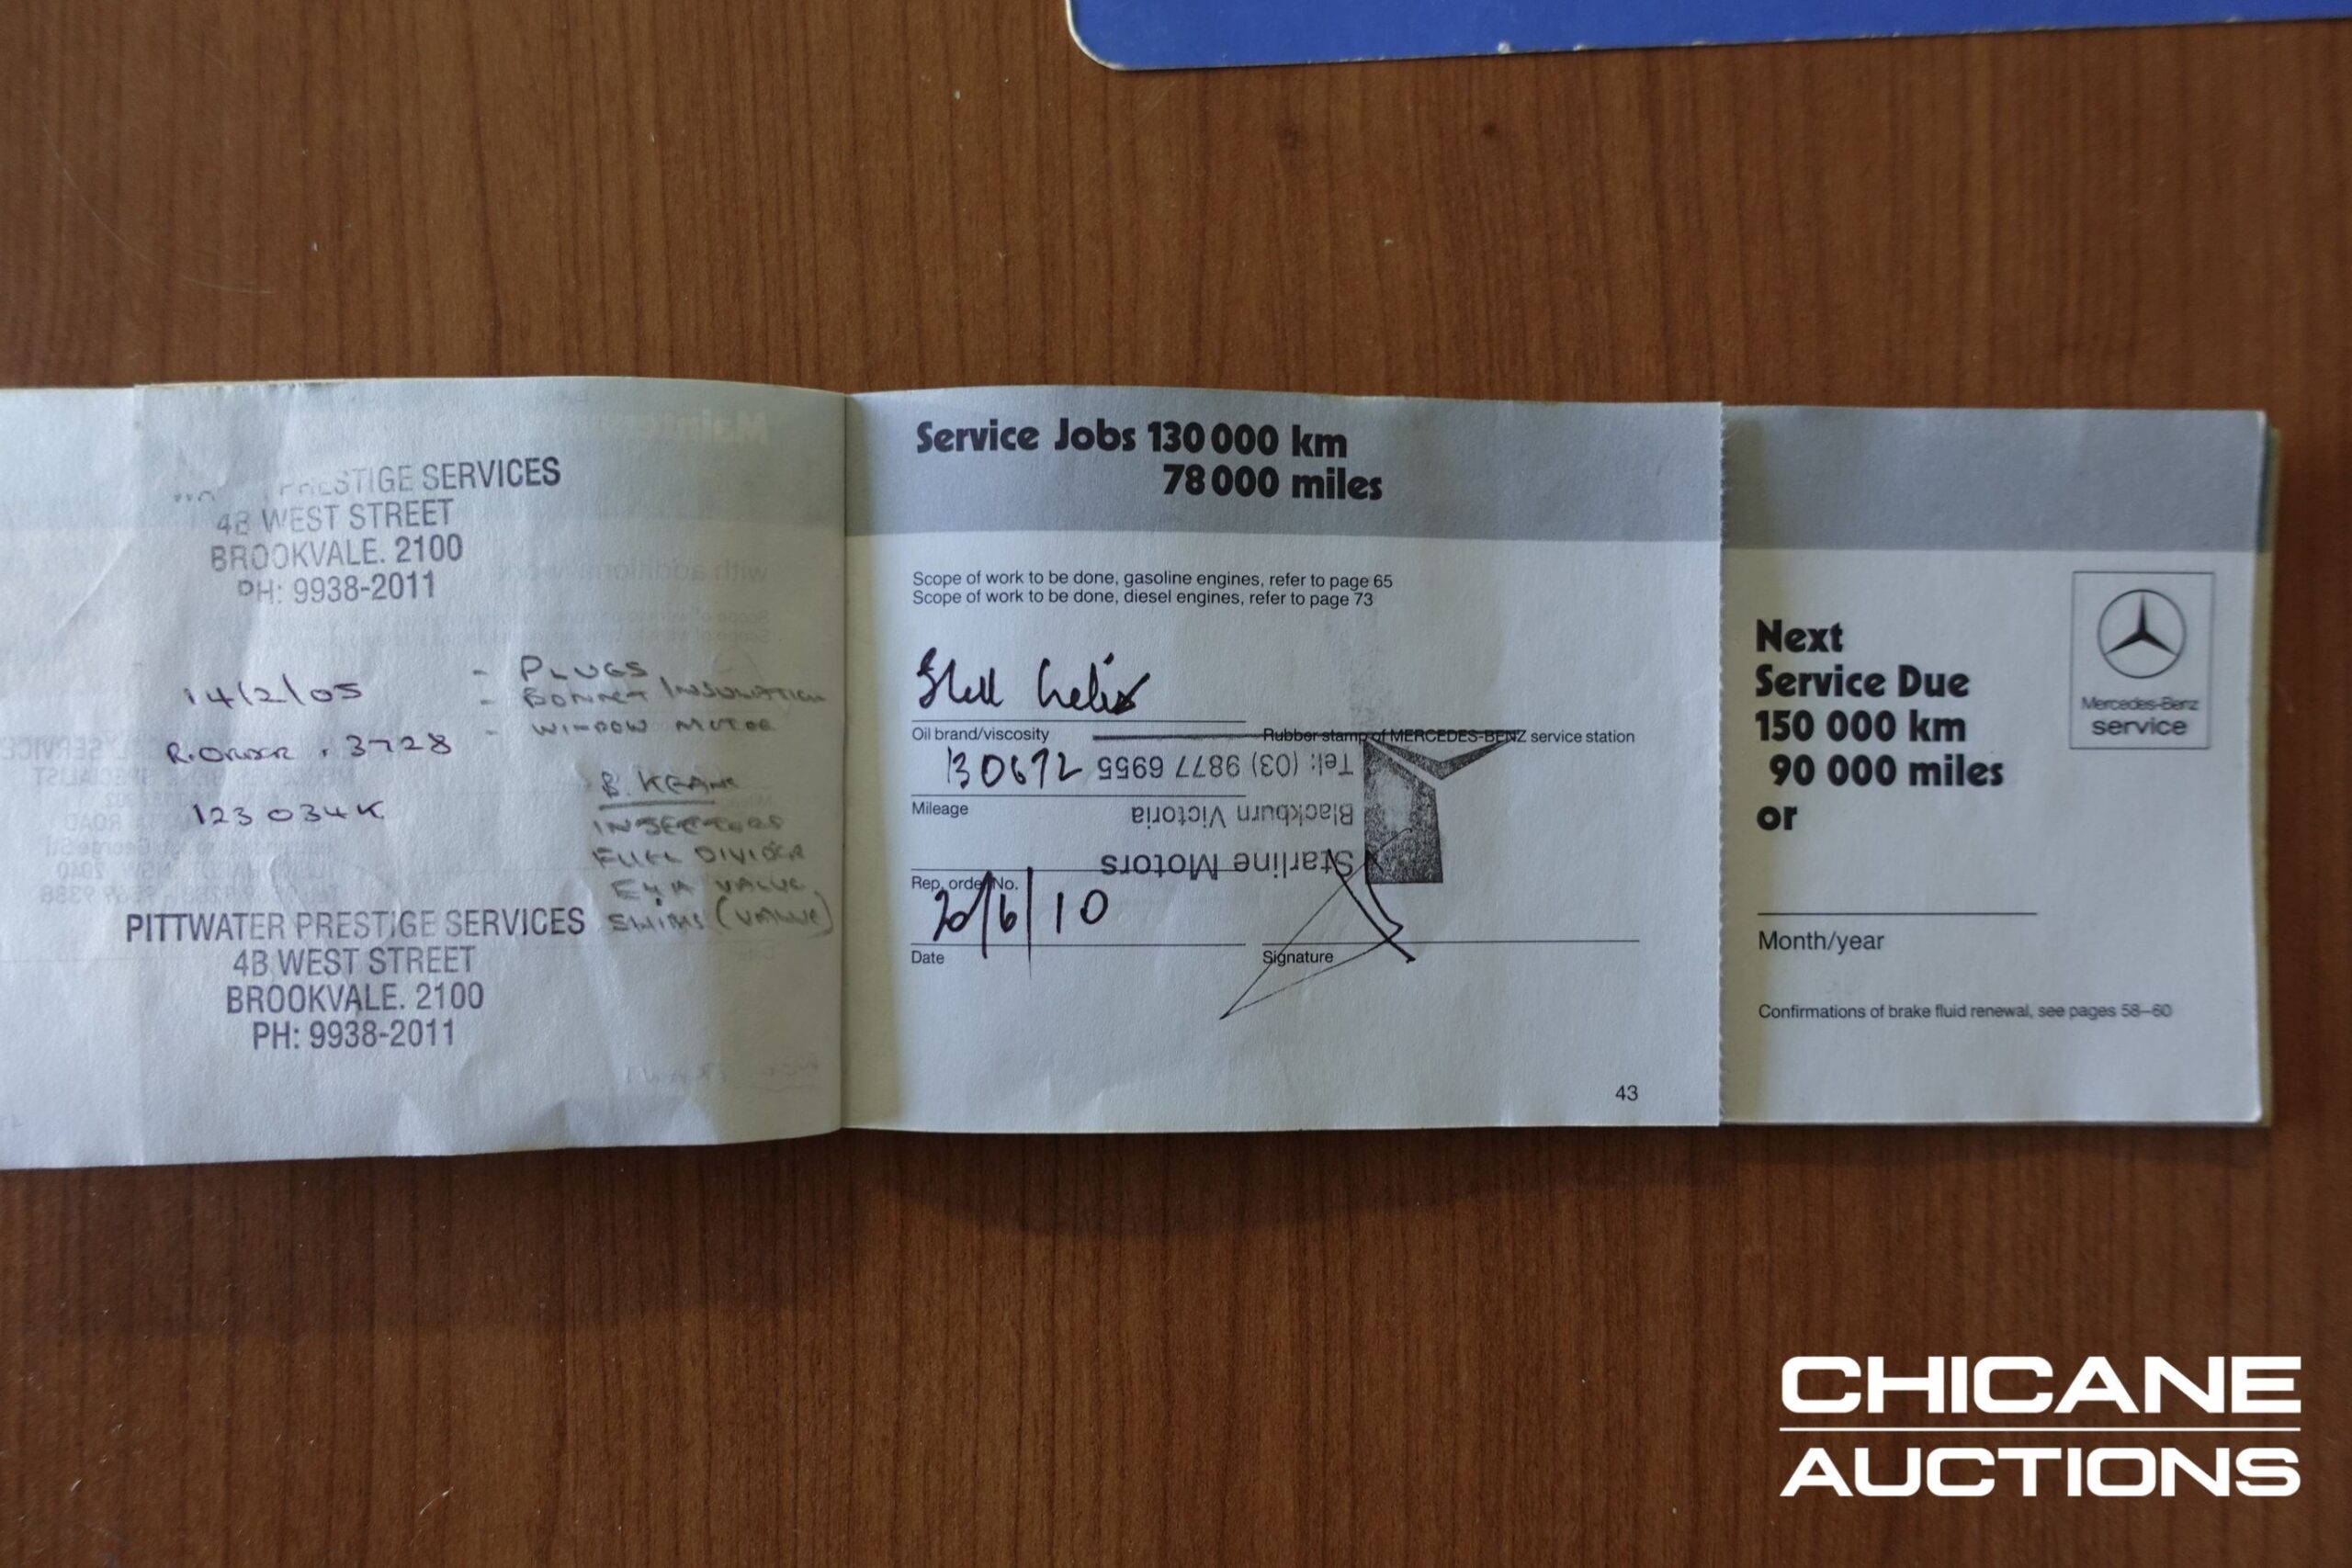 PRESTIGE SERVICES
4B WEST STREET
BROOKVALE. 2100
PH: 9938-2011
14/2/05
R.ORDER . 3728
123034K
- PLUGS
- BONNET INSULATION
- WINDOW MOTOR
B. KEANE
INJECTORS
FUEL DIVIDER
VALVE
SHIMS (VALVE)
PITTWATER PRESTIGE SERVICES
4B WEST STREET
BROOKVALE. 2100
PH: 9938-2011
Service Jobs 130 000 km
78 000 miles
Scope of work to be done, gasoline engines, refer to page 65
Scope of work to be done, diesel engines, refer to page 73
Shell helix
Oil brand/viscosity
Rubber stamp of MERCEDES-BENZ service station
130672
Mileage
Starline Motors
Blackburn Victoria
Tel: (03) 9877 6955
Rep. order No.
20/6/10
Date
Signature
43
Next
Service Due
150 000 km
90 000 miles
or
Month/year
Confirmations of brake fluid renewal, see pages 58–60
Mercedes-Benz
service
CHICANE
AUCTIONS